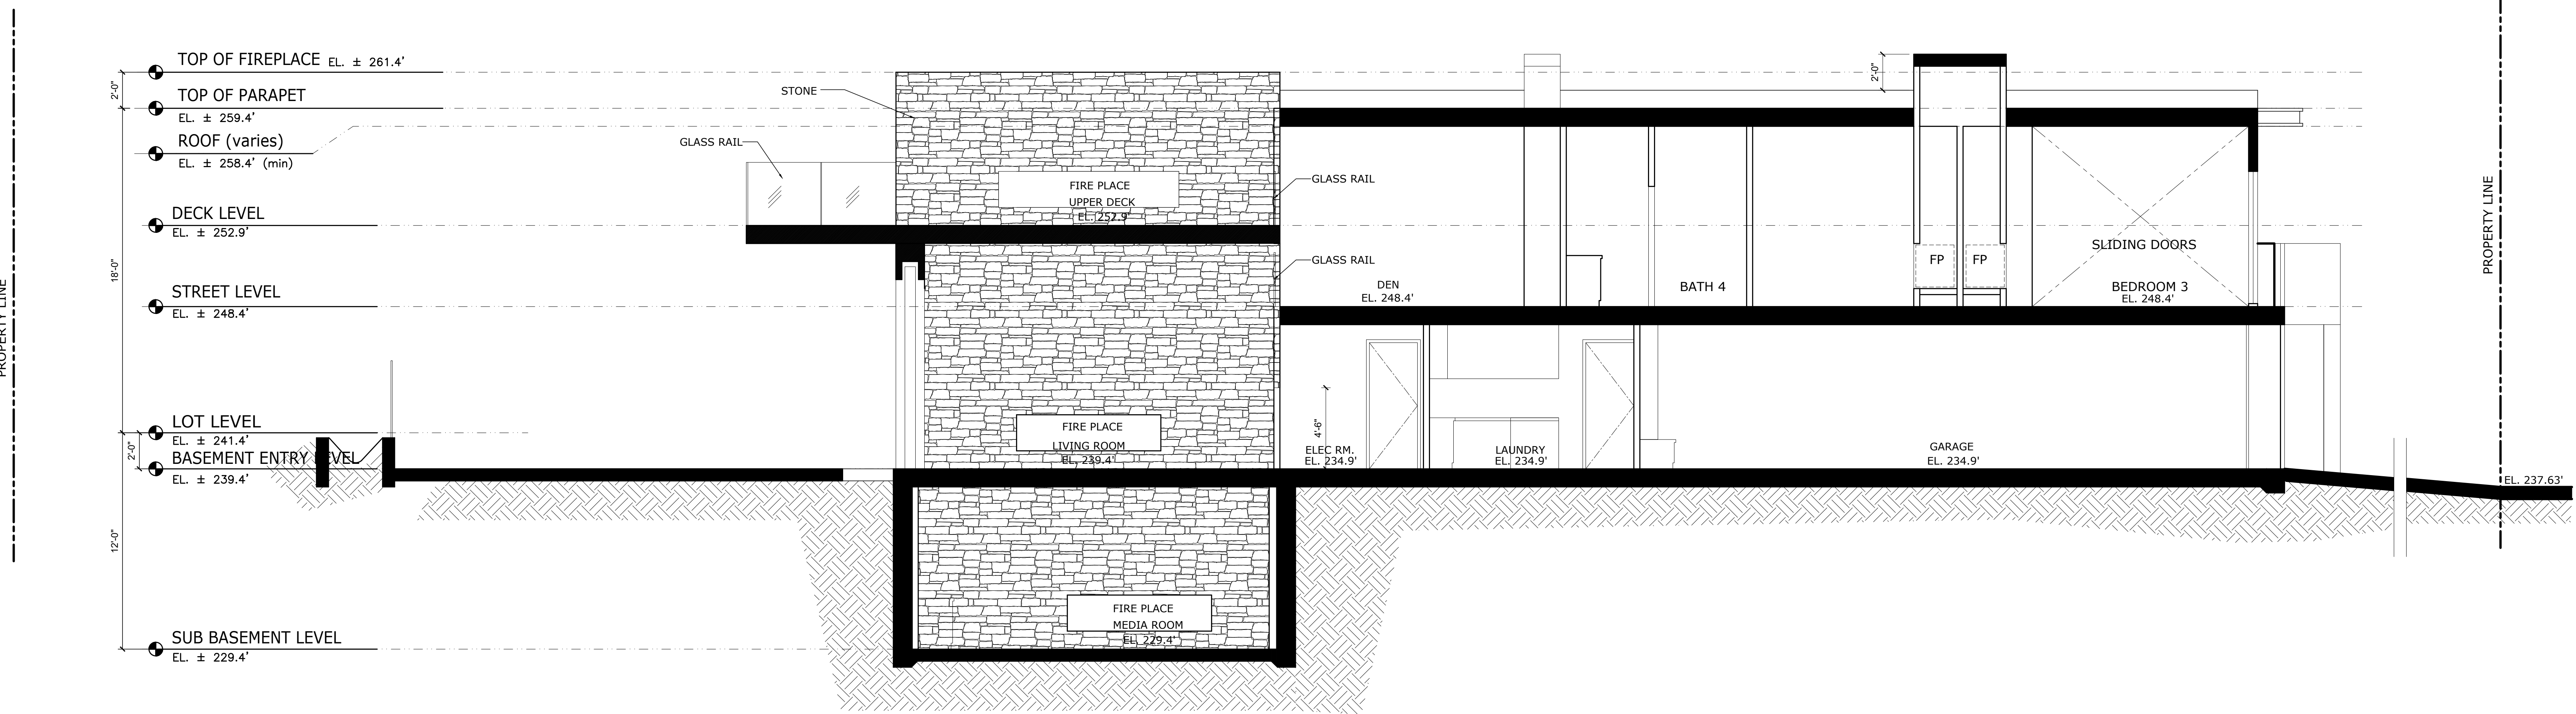 TOP OF FIREPLACE EL. ± 261.4'
2'-0"
TOP OF PARAPET
EL. ± 259.4'
ROOF (varies)
EL. ± 258.4' (min)
DECK LEVEL
EL. ± 252.9'
18'-0"
STREET LEVEL
EL. ± 248.4'
LOT LEVEL
EL. ± 241.4'
2'-0"
BASEMENT ENTRY LEVEL
EL. ± 239.4'
12'-0"
SUB BASEMENT LEVEL
EL. ± 229.4'
PROPERTY LINE
STONE
GLASS RAIL
FIRE PLACE
UPPER DECK
EL. 252.9'
GLASS RAIL
GLASS RAIL
FIRE PLACE
LIVING ROOM
EL. 239.4'
FIRE PLACE
MEDIA ROOM
EL. 229.4'
DEN
EL. 248.4'
BATH 4
2'-0"
FP
FP
SLIDING DOORS
BEDROOM 3
EL. 248.4'
4'-6"
ELEC RM.
EL. 234.9'
LAUNDRY
EL. 234.9'
GARAGE
EL. 234.9'
PROPERTY LINE
EL. 237.63'